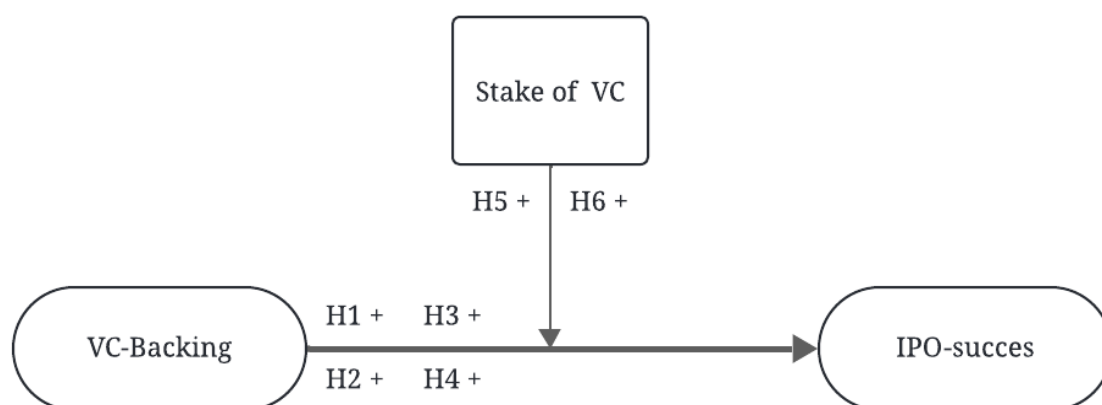 Stake of VC
H5 + H6 +
H1 + H3 +
VC-Backing
IPO-succes
H2 + H4 +